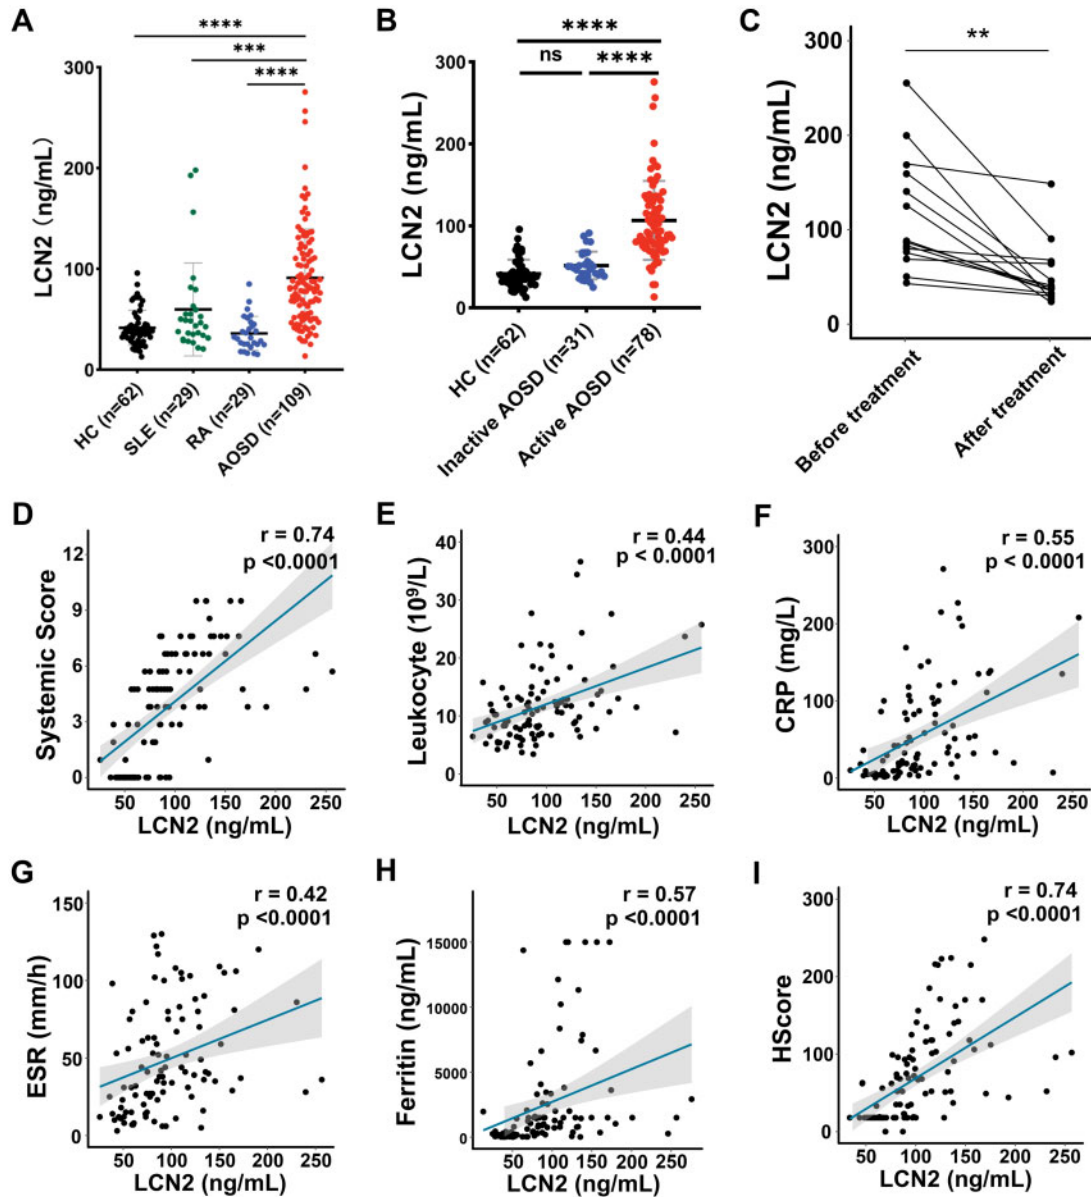 A
****
***
****
LCN2 (ng/mL)
300
200
100
0
HC (n=62)
SLE (n=29)
RA (n=29)
AOSD (n=109)
B
****
ns
****
LCN2 (ng/mL)
300
200
100
0
HC (n=62)
Inactive AOSD (n=31)
Active AOSD (n=78)
C
**
LCN2 (ng/mL)
300
200
100
0
Before treatment
After treatment
D
r = 0.74
p <0.0001
Systemic Score
12
9
6
3
0
50 100 150 200 250
LCN2 (ng/mL)
E
r = 0.44
p < 0.0001
Leukocyte (10⁹/L)
40
30
20
10
0
50 100 150 200 250
LCN2 (ng/mL)
F
r = 0.55
p < 0.0001
CRP (mg/L)
300
200
100
0
50 100 150 200 250
LCN2 (ng/mL)
G
r = 0.42
p <0.0001
ESR (mm/h)
150
100
50
0
50 100 150 200 250
LCN2 (ng/mL)
H
r = 0.57
p <0.0001
Ferritin (ng/mL)
15000
10000
5000
0
50 100 150 200 250
LCN2 (ng/mL)
I
r = 0.74
p <0.0001
HScore
300
200
100
0
50 100 150 200 250
LCN2 (ng/mL)